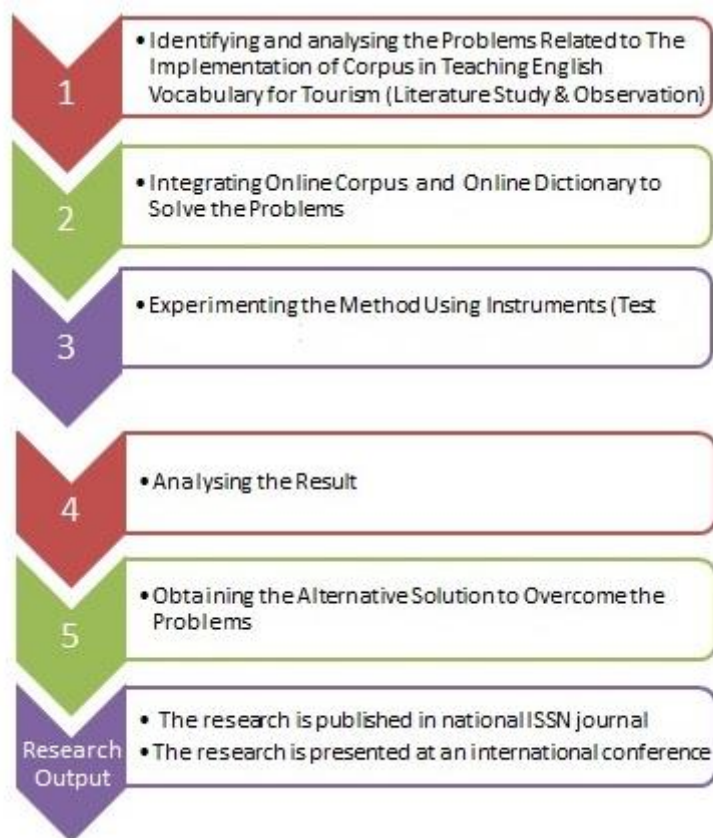 1
• Identifying and analysing the Problems Related to The
Implementation of Corpus in Teaching English
Vocabulary for Tourism (Literature Study & Observation)
2
• Integrating Online Corpus and Online Dictionary to
Solve the Problems
3
• Experimenting the Method Using Instruments (Test
4
• Analysing the Result
5
• Obtaining the Alternative Solution to Overcome the
Problems
Research
Output
• The research is published in national ISSN journal
• The research is presented at an international conference